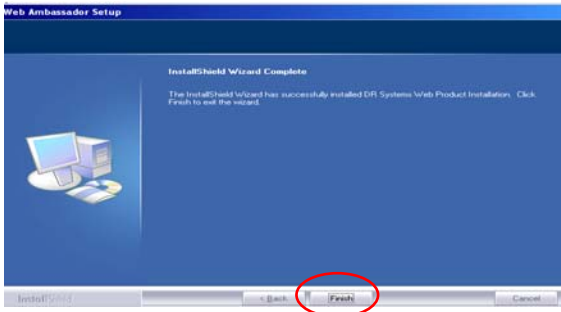 Web Ambassador Setup
InstallShield Wizard Complete
The InstallShield Wizard has successfully installed DR Systems Web Product Installation. Click
Finish to exit the wizard.
InstallShield
< Back
Finish
Cancel